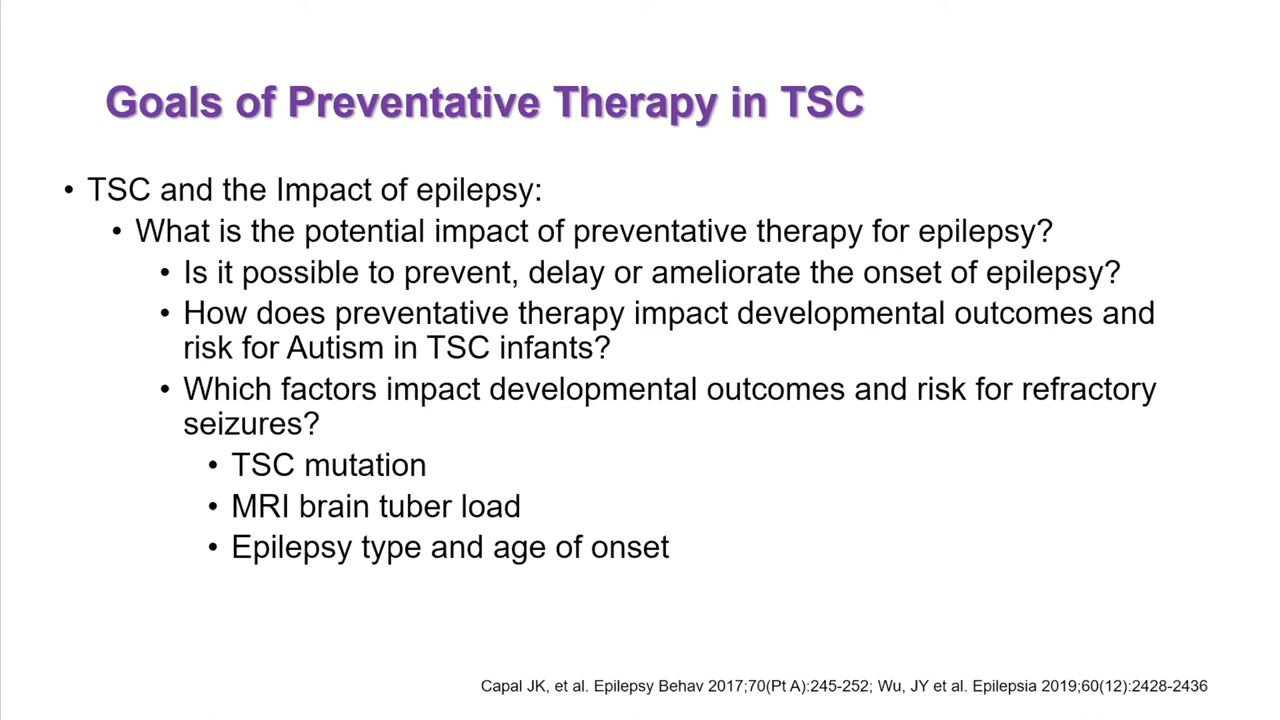 Goals of Preventative Therapy in TSC
• TSC and the Impact of epilepsy:
• What is the potential impact of preventative therapy for epilepsy?
• Is it possible to prevent, delay or ameliorate the onset of epilepsy?
• How does preventative therapy impact developmental outcomes and
risk for Autism in TSC infants?
• Which factors impact developmental outcomes and risk for refractory
seizures?
• TSC mutation
• MRI brain tuber load
• Epilepsy type and age of onset
Capal JK, et al. Epilepsy Behav 2017;70(Pt A):245-252; Wu, JY et al. Epilepsia 2019;60(12):2428-2436